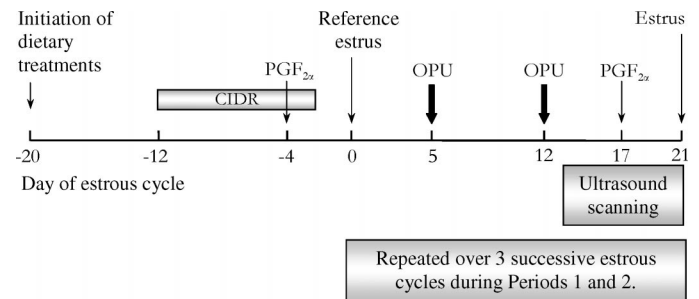 Initiation of
dietary
treatments
Reference
estrus
Estrus
PGF2α
OPU
OPU
PGF2α
CIDR
-20
-12
-4
0
5
12
17
21
Day of estrous cycle
Ultrasound
scanning
Repeated over 3 successive estrous
cycles during Periods 1 and 2.